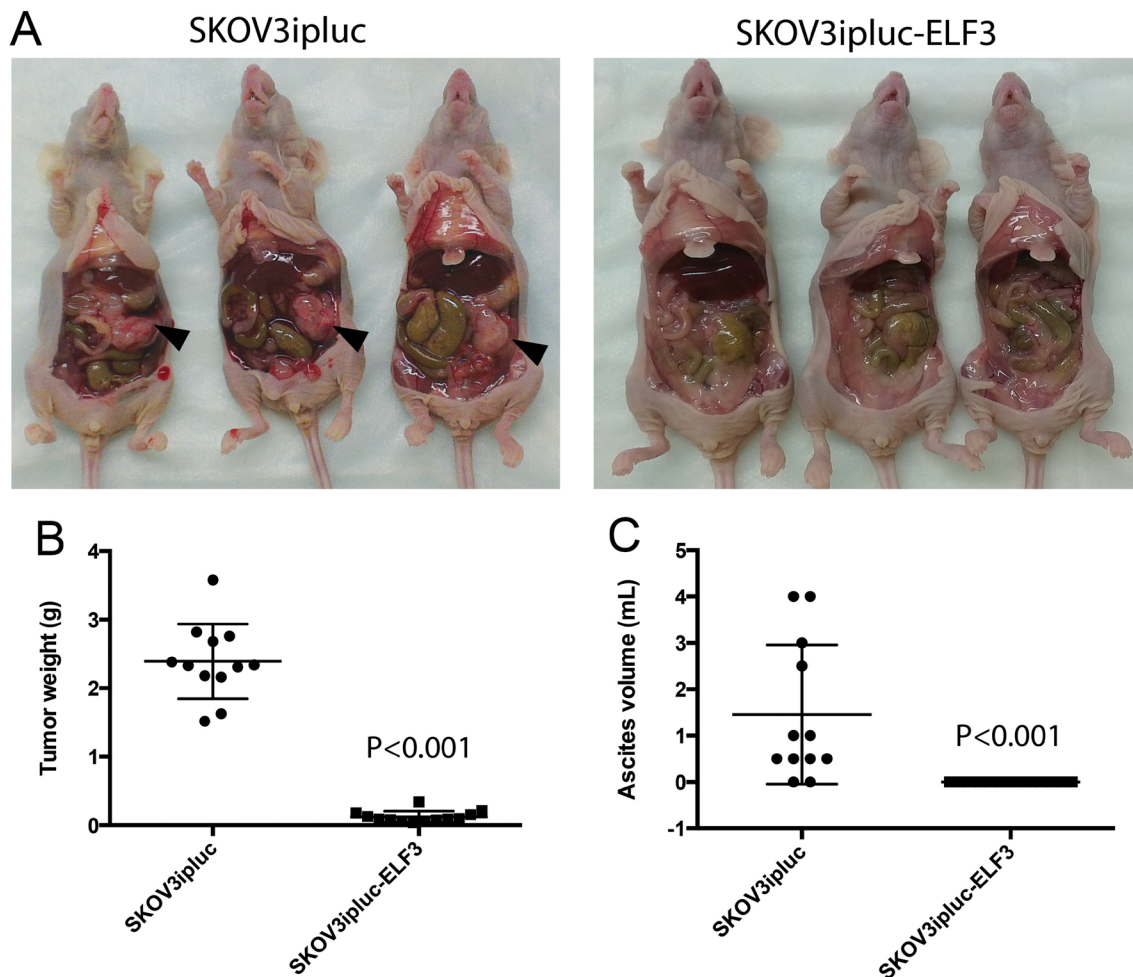 A
SKOV3ipluc
SKOV3ipluc-ELF3
B
Tumor weight (g)
4
3
2
1
0
P<0.001
SKOV3ipluc
SKOV3ipluc-ELF3
C
Ascites volume (mL)
5
4
3
2
1
0
-1
P<0.001
SKOV3ipluc
SKOV3ipluc-ELF3